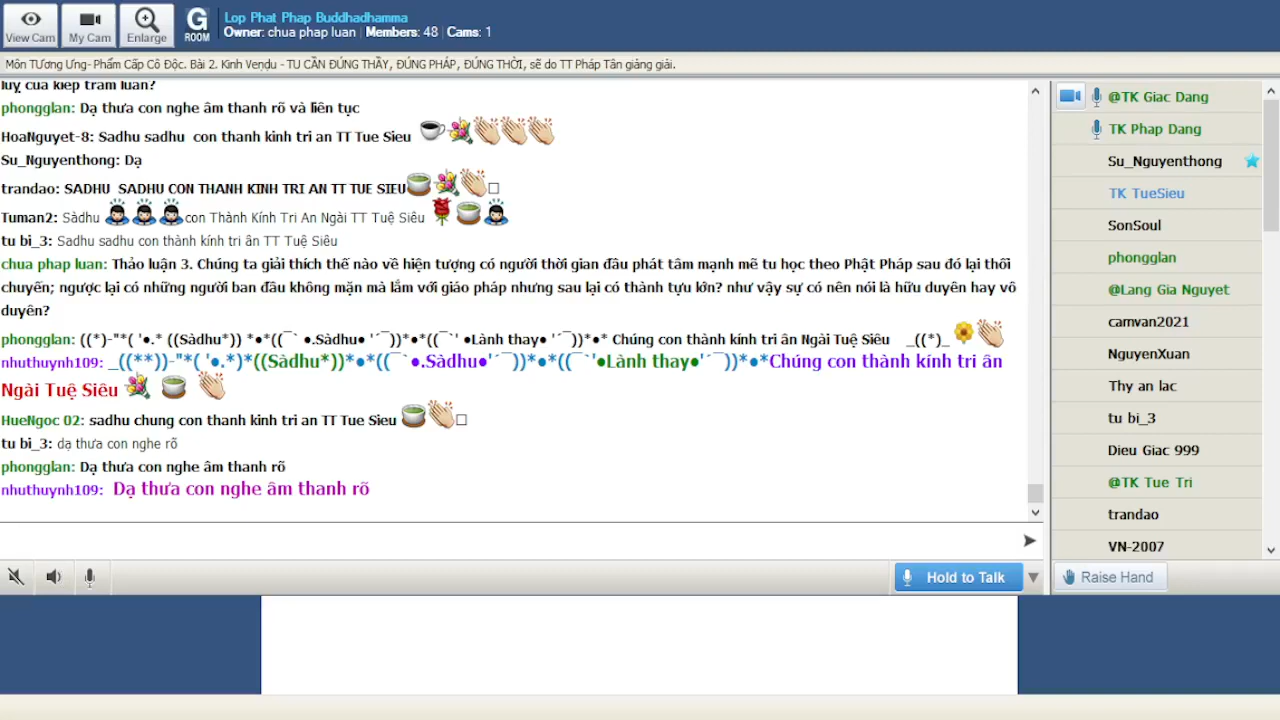 View Cam
My Cam
Enlarge
G
ROOM
Lop Phat Phap Buddhadhamma
Owner: chua phap luan | Members: 48 | Cams: 1
Môn Tương Ưng- Phẩm Cấp Cô Độc. Bài 2. Kinh Veṇḍu - TU CẦN ĐÚNG THẦY, ĐÚNG PHÁP, ĐÚNG THỜI, sẽ do TT Pháp Tân giảng giải.
luỵ của kiếp trầm luân?
phongglan: Dạ thưa con nghe âm thanh rõ và liên tục
HoaNguyet-8: Sadhu sadhu con thanh kinh tri an TT Tue Sieu
Su_Nguyenthong: Dạ
trandao: SADHU SADHU CON THANH KINH TRI AN TT TUE SIEU
Tuman2: Sàdhu con Thành Kính Tri An Ngài TT Tuệ Siêu
tu bi_3: Sadhu sadhu con thành kính tri ân TT Tuệ Siêu
chua phap luan: Thảo luận 3. Chúng ta giải thích thế nào về hiện tượng có người thời gian đầu phát tâm mạnh mẽ tu học theo Phật Pháp sau đó lại thối
chuyển; ngược lại có những người ban đầu không mặn mà lắm với giáo pháp nhưng sau lại có thành tựu lớn? như vậy sự có nên nói là hữu duyên hay vô
duyên?
phongglan: ((*)-"*( '●.* ((Sàdhu*)) *●*((¯` ●.Sàdhu● '´¯))*●*((¯`' ●Lành thay● '´¯))*●* Chúng con thành kính tri ân Ngài Tuệ Siêu _((*)_
nhuthuynh109: _((**))-"*( '●.*)*((Sàdhu*))*●*((¯`●.Sàdhu●'´¯))*●*((¯`'●Lành thay●'´¯))*●*Chúng con thành kính tri ân
Ngài Tuệ Siêu
HueNgoc 02: sadhu chung con thanh kinh tri an TT Tue Sieu
tu bi_3: dạ thưa con nghe rõ
phongglan: Dạ thưa con nghe âm thanh rõ
nhuthuynh109: Dạ thưa con nghe âm thanh rõ
Hold to Talk
@TK Giac Dang
TK Phap Dang
Su_Nguyenthong
TK TueSieu
SonSoul
phongglan
@Lang Gia Nguyet
camvan2021
NguyenXuan
Thy an lac
tu bi_3
Dieu Giac 999
@TK Tue Tri
trandao
VN-2007
Raise Hand